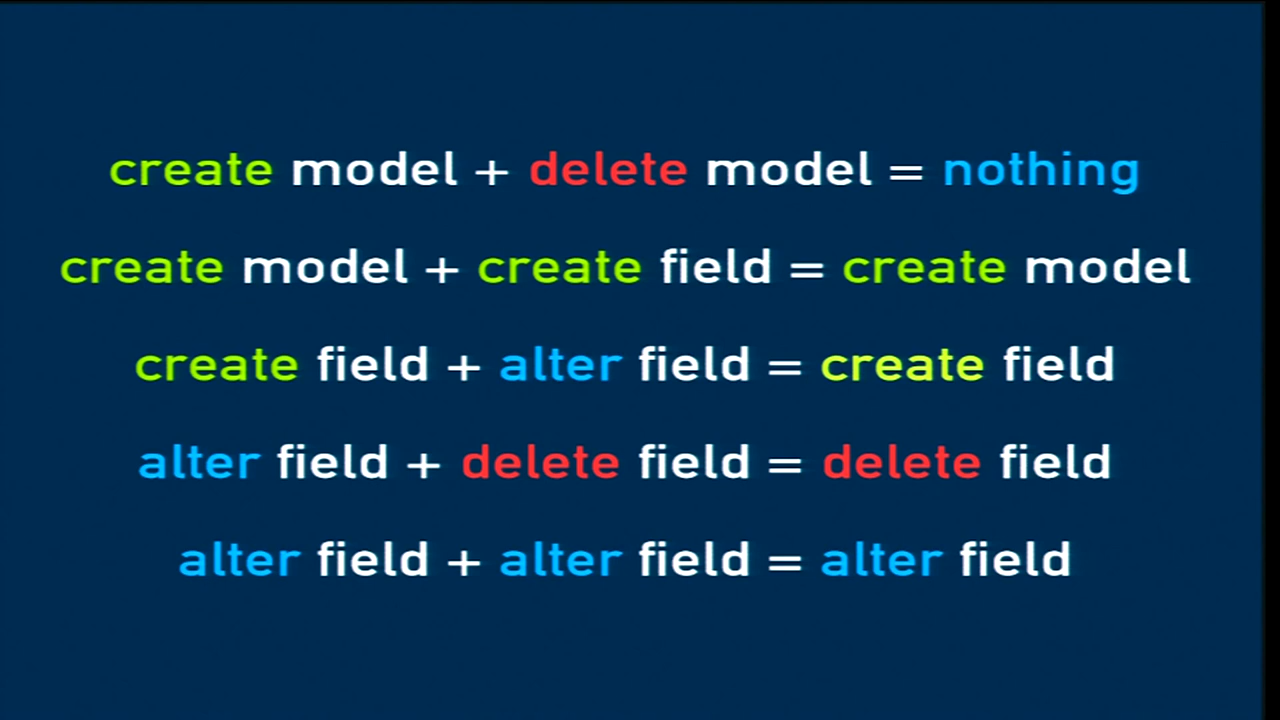 create model + delete model = nothing
create model + create field = create model
create field + alter field = create field
alter field + delete field = delete field
alter field + alter field = alter field